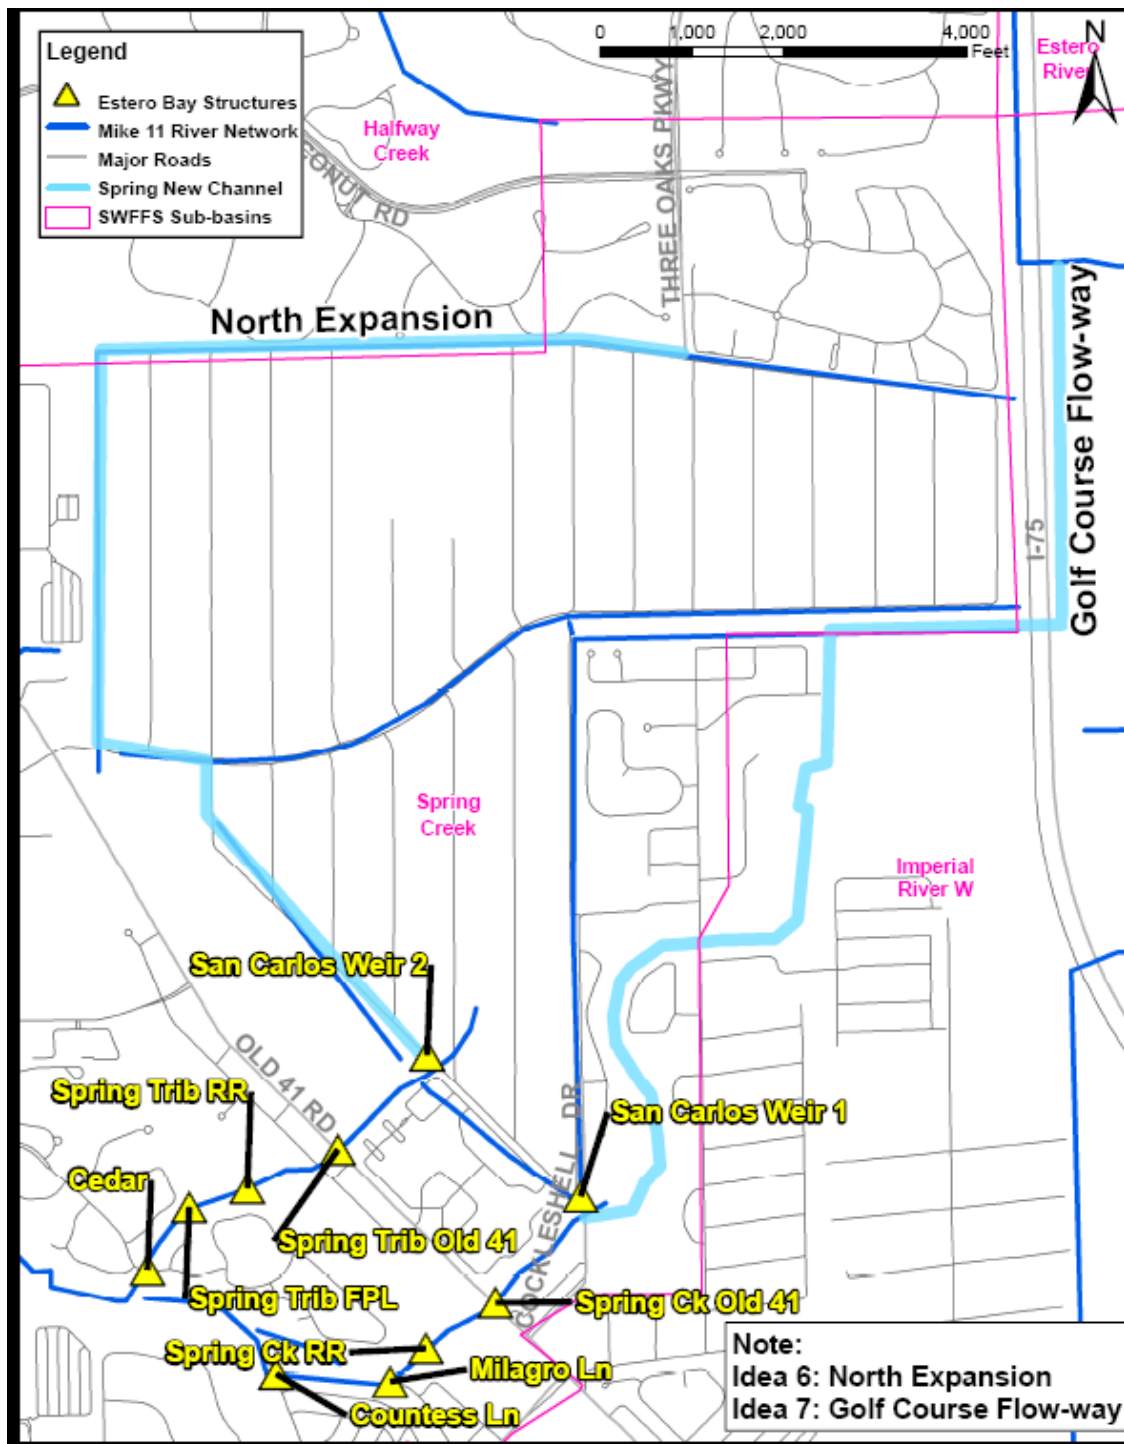 Legend
Estero Bay Structures
Mike 11 River Network
Major Roads
Spring New Channel
SWFFS Sub-basins
0 1,000 2,000 4,000
Feet
N
Estero
River
Halfway
Creek
CONUT RD
THREE OAKS PKWY
North Expansion
Golf Course Flow-way
I-75
Spring
Creek
Imperial
River W
San Carlos Weir 2
OLD 41 RD
Spring Trib RR
San Carlos Weir 1
COCKLESHELL DR
Cedar
Spring Trib Old 41
Spring Trib FPL
Spring Ck Old 41
Spring Ck RR
Milagro Ln
Countess Ln
Note:
Idea 6: North Expansion
Idea 7: Golf Course Flow-way